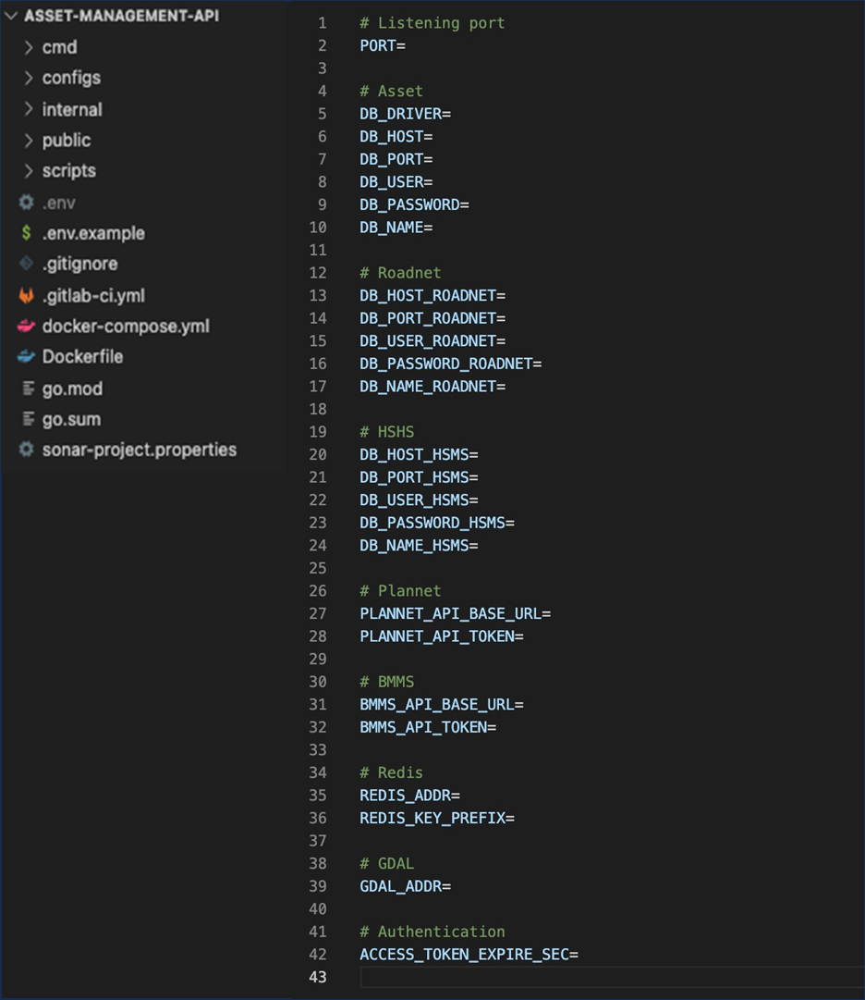 ASSET-MANAGEMENT-API
cmd
configs
internal
public
scripts
.env
.env.example
.gitignore
.gitlab-ci.yml
docker-compose.yml
Dockerfile
go.mod
go.sum
sonar-project.properties
1 # Listening port
2 PORT=
3
4 # Asset
5 DB_DRIVER=
6 DB_HOST=
7 DB_PORT=
8 DB_USER=
9 DB_PASSWORD=
10 DB_NAME=
11
12 # Roadnet
13 DB_HOST_ROADNET=
14 DB_PORT_ROADNET=
15 DB_USER_ROADNET=
16 DB_PASSWORD_ROADNET=
17 DB_NAME_ROADNET=
18
19 # HSHS
20 DB_HOST_HSMS=
21 DB_PORT_HSMS=
22 DB_USER_HSMS=
23 DB_PASSWORD_HSMS=
24 DB_NAME_HSMS=
25
26 # Plannet
27 PLANNET_API_BASE_URL=
28 PLANNET_API_TOKEN=
29
30 # BMMS
31 BMMS_API_BASE_URL=
32 BMMS_API_TOKEN=
33
34 # Redis
35 REDIS_ADDR=
36 REDIS_KEY_PREFIX=
37
38 # GDAL
39 GDAL_ADDR=
40
41 # Authentication
42 ACCESS_TOKEN_EXPIRE_SEC=
43